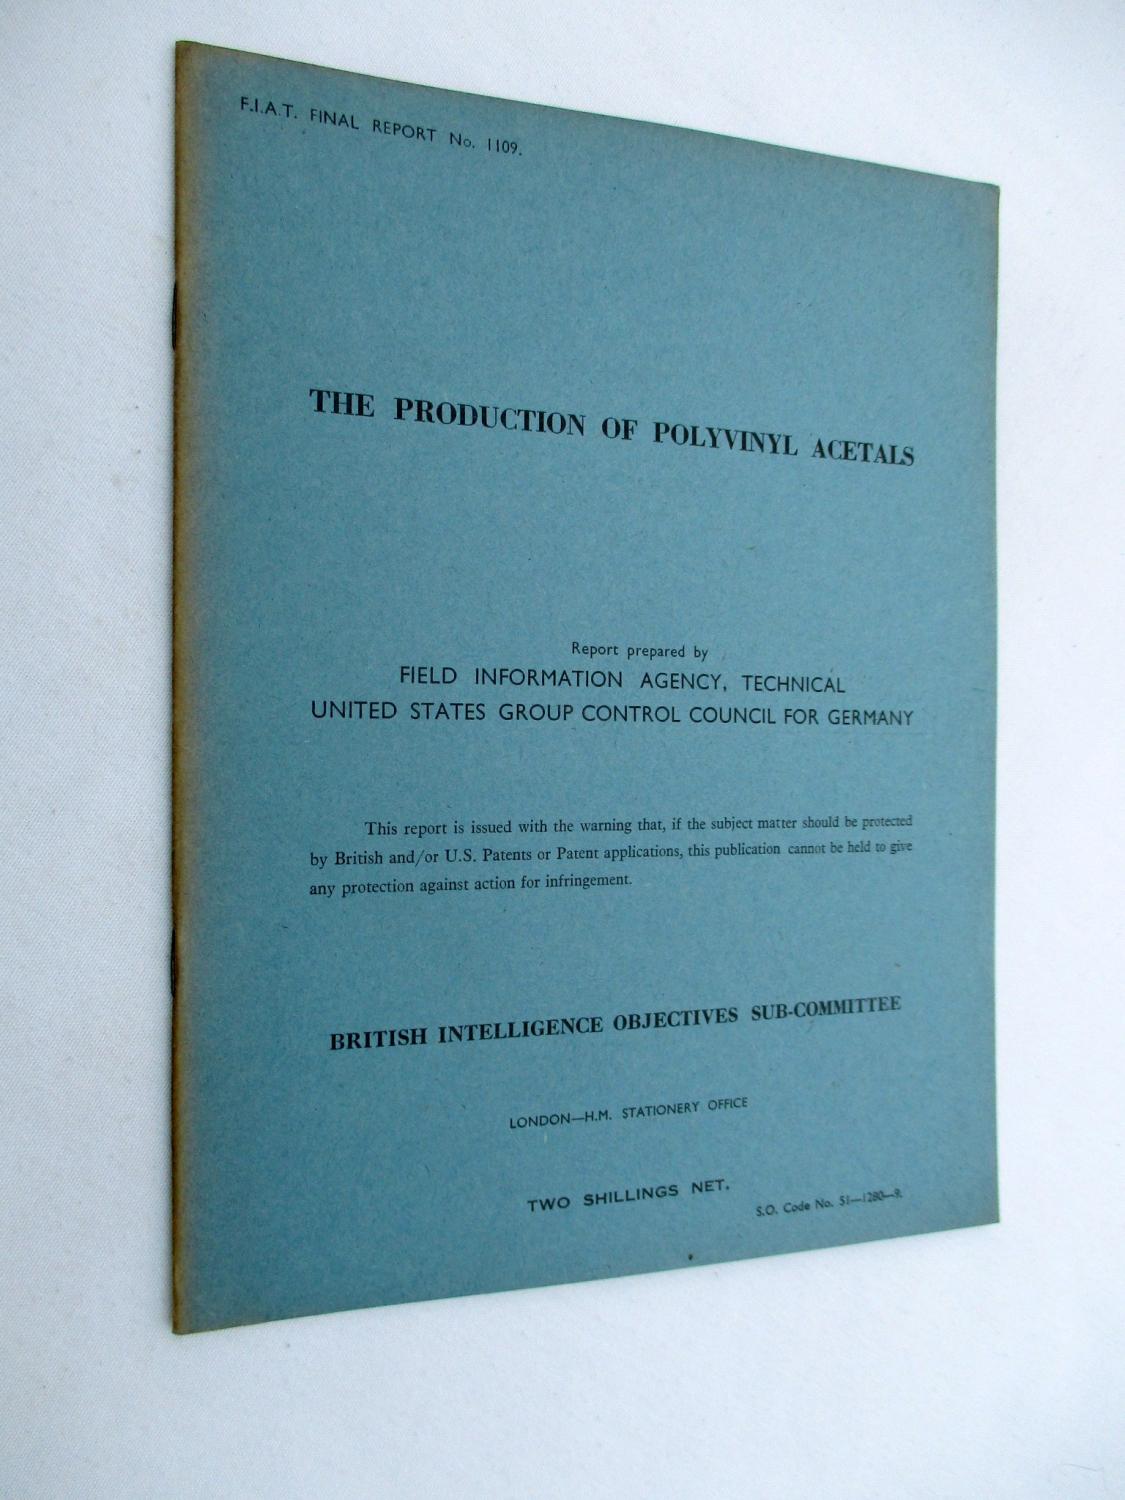 F.I.A.T. FINAL REPORT No. 1109.
THE PRODUCTION OF POLYVINYL ACETALS
Report prepared by
FIELD INFORMATION AGENCY, TECHNICAL
UNITED STATES GROUP CONTROL COUNCIL FOR GERMANY
This report is issued with the warning that, if the subject matter should be protected
by British and/or U.S. Patents or Patent applications, this publication cannot be held to give
any protection against action for infringement.
BRITISH INTELLIGENCE OBJECTIVES SUB-COMMITTEE
LONDON—H.M. STATIONERY OFFICE
TWO SHILLINGS NET.
S.O. Code No. 51—1280—9.